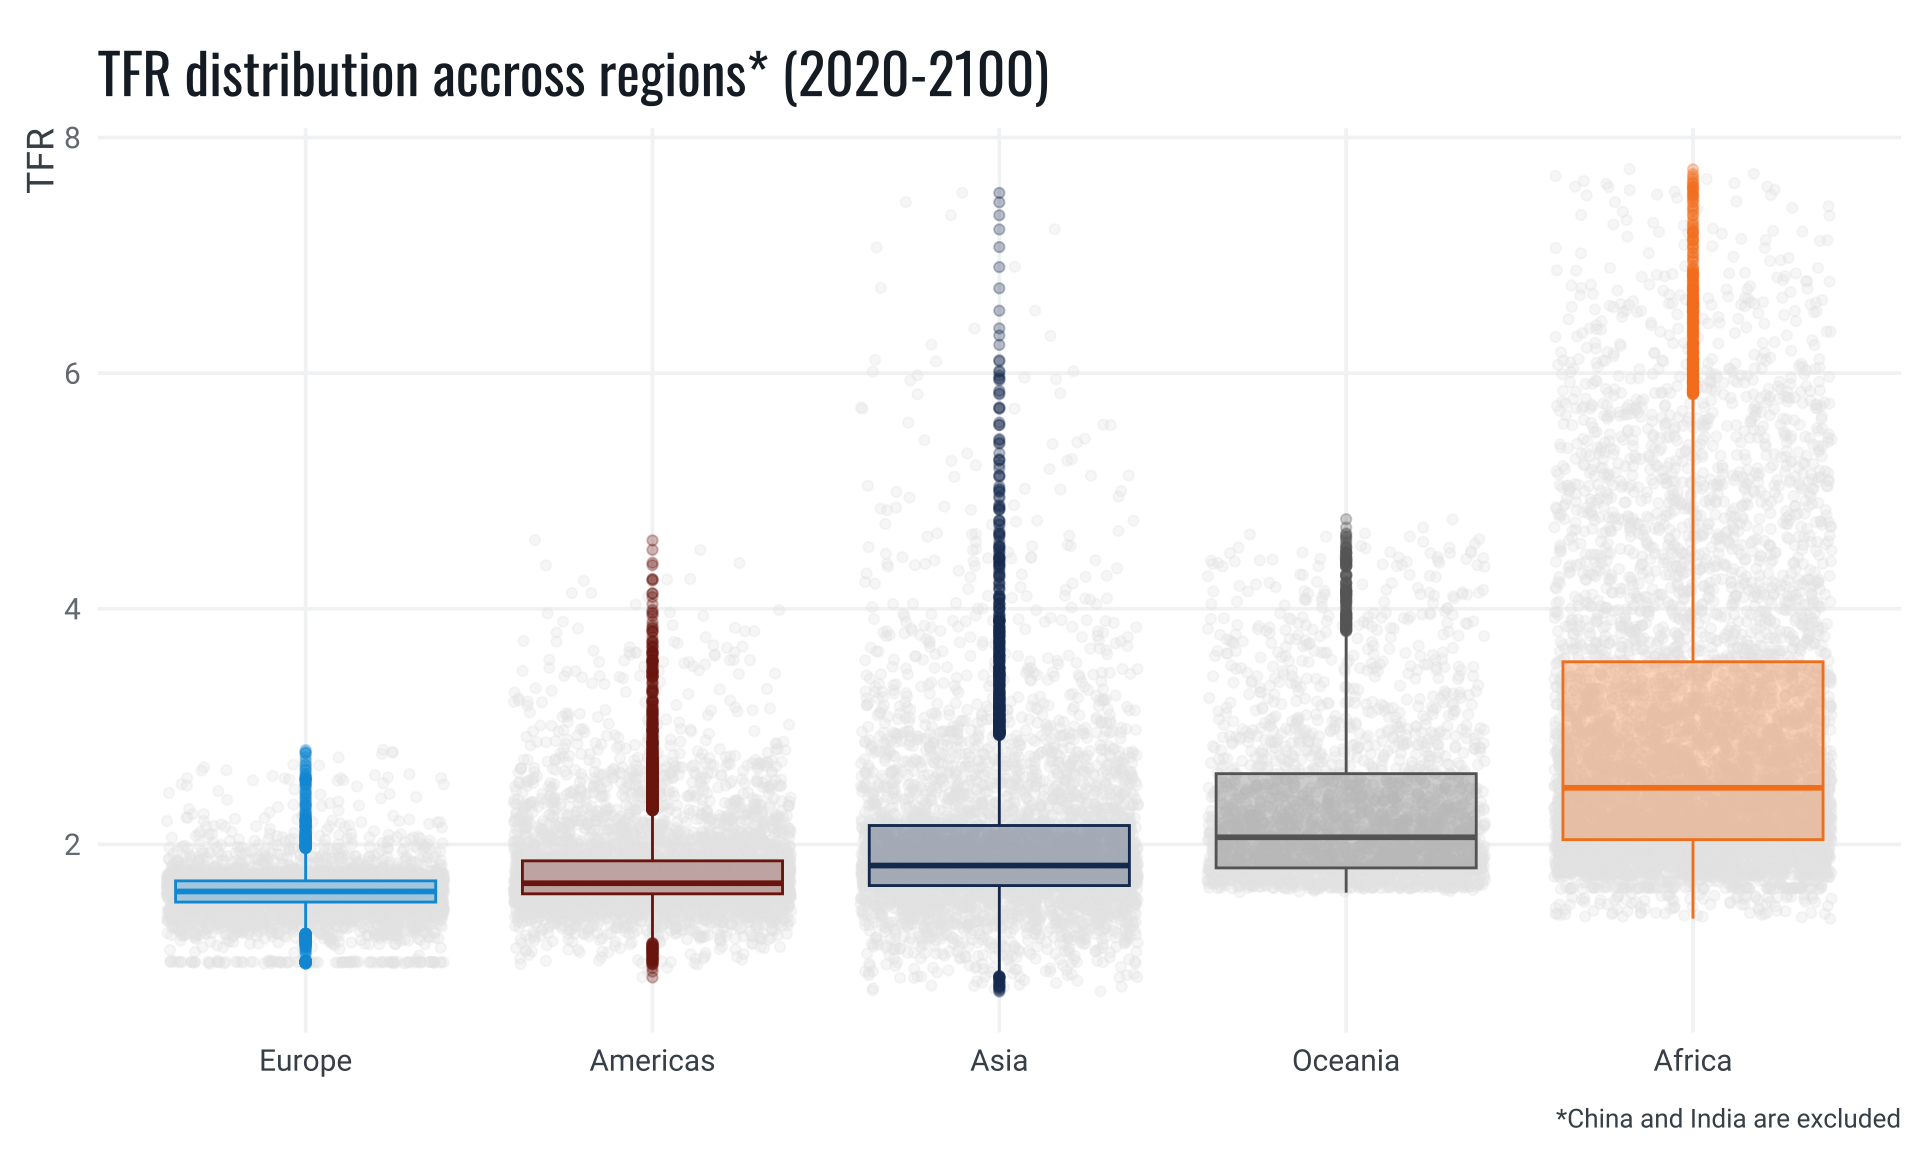 TFR distribution accross regions* (2020-2100)
TFR
8
6
4
2
Europe
Americas
Asia
Oceania
Africa
*China and India are excluded